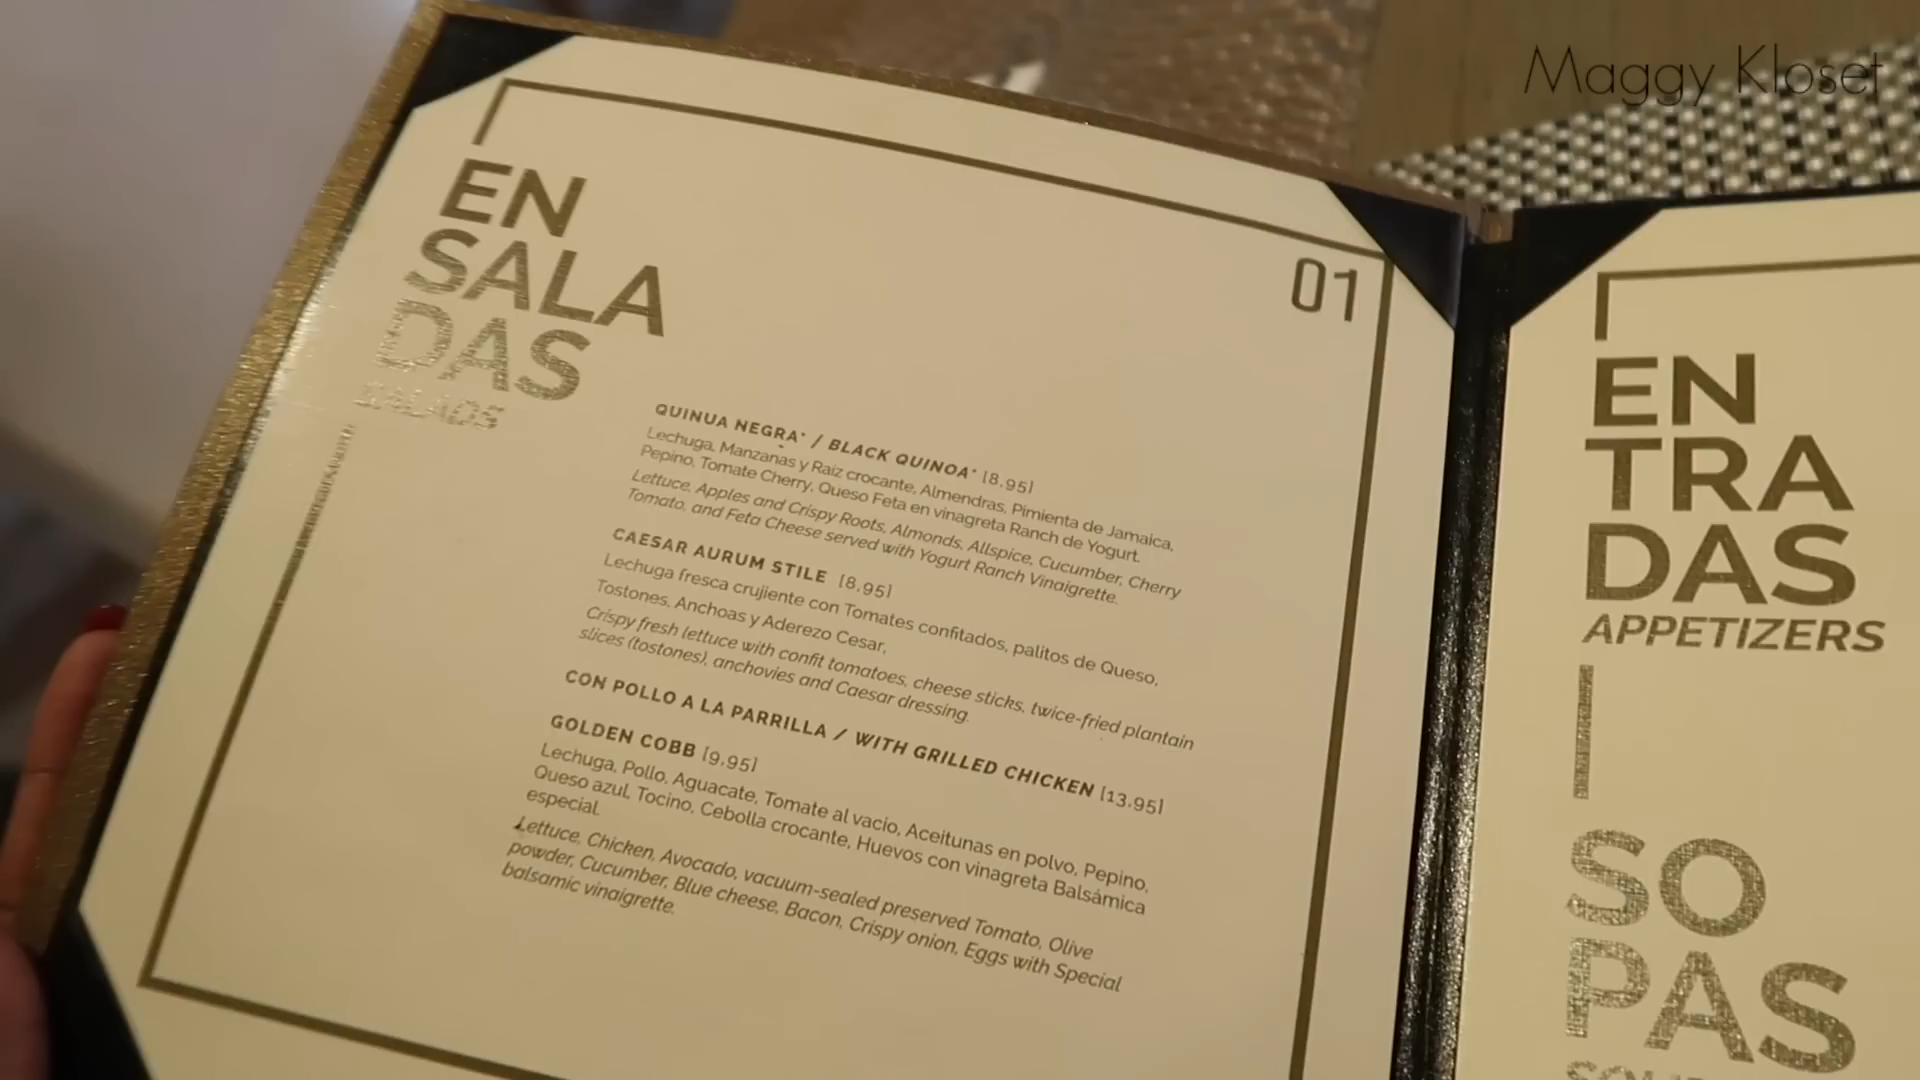 Maggy Kloset
EN
SALA
DAS
SALADS
01
QUINUA NEGRA* / BLACK QUINOA* [8.95]
Lechuga, Manzanas y Raíz crocante, Almendras, Pimienta de Jamaica,
Pepino, Tomate Cherry, Queso Feta en vinagreta Ranch de Yogurt.
Lettuce, Apples and Crispy Roots, Almonds, Allspice, Cucumber, Cherry
Tomato, and Feta Cheese served with Yogurt Ranch Vinaigrette.
CAESAR AURUM STILE [8.95]
Lechuga fresca crujiente con Tomates confitados, palitos de Queso,
Tostones, Anchoas y Aderezo Cesar,
Crispy fresh lettuce with confit tomatoes, cheese sticks, twice-fried plantain
slices (tostones), anchovies and Caesar dressing.
CON POLLO A LA PARRILLA / WITH GRILLED CHICKEN [13.95]
GOLDEN COBB [9.95]
Lechuga, Pollo, Aguacate, Tomate al vacio, Aceitunas en polvo, Pepino,
Queso azul, Tocino, Cebolla crocante, Huevos con vinagreta Balsámica
especial.
Lettuce, Chicken, Avocado, vacuum-sealed preserved Tomato, Olive
powder, Cucumber, Blue cheese, Bacon, Crispy onion, Eggs with Special
balsamic vinaigrette.
EN
TRA
DAS
APPETIZERS
SO
PAS